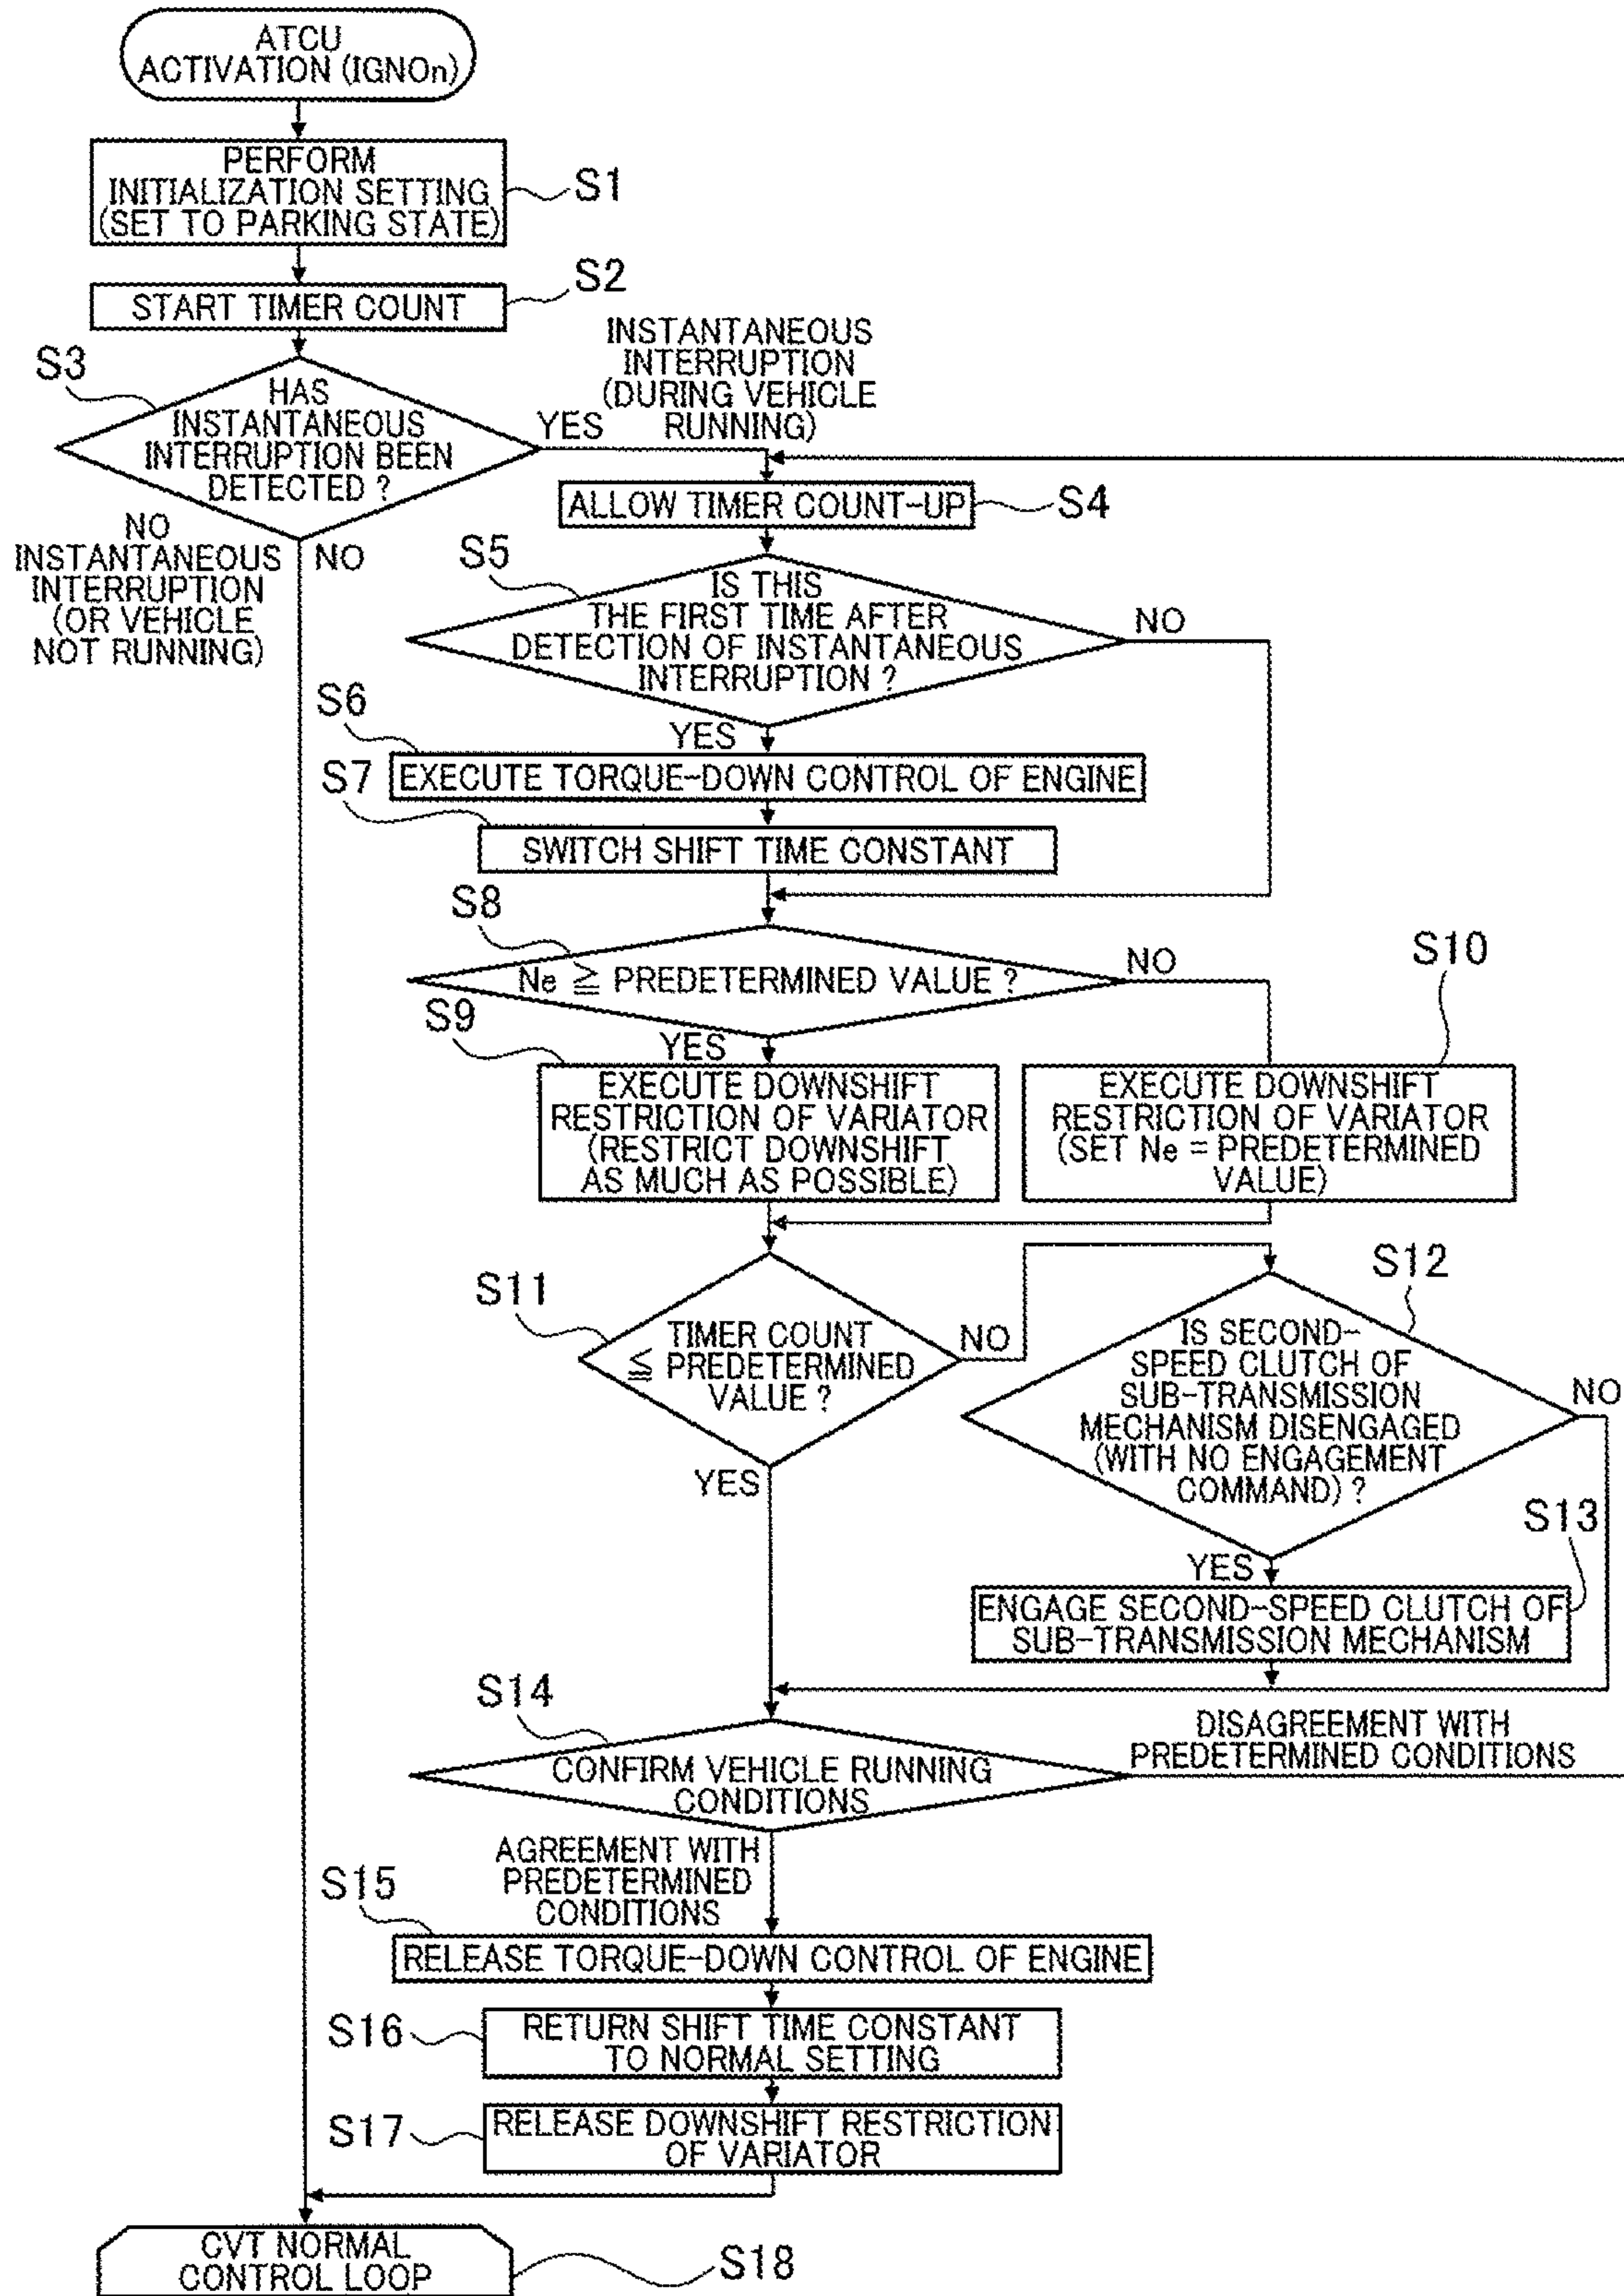 ATCU
ACTIVATION (IGNOn)
PERFORM
INITIALIZATION SETTING
(SET TO PARKING STATE)
S1
START TIMER COUNT
S2
S3
HAS
INSTANTANEOUS
INTERRUPTION BEEN
DETECTED ?
YES
INSTANTANEOUS
INTERRUPTION
(DURING VEHICLE
RUNNING)
NO
INSTANTANEOUS
INTERRUPTION
(OR VEHICLE
NOT RUNNING)
NO
ALLOW TIMER COUNT-UP
S4
S5
IS THIS
THE FIRST TIME AFTER
DETECTION OF INSTANTANEOUS
INTERRUPTION ?
NO
YES
S6
EXECUTE TORQUE-DOWN CONTROL OF ENGINE
S7
SWITCH SHIFT TIME CONSTANT
S8
Ne ≧ PREDETERMINED VALUE ?
NO
YES
S9
EXECUTE DOWNSHIFT
RESTRICTION OF VARIATOR
(RESTRICT DOWNSHIFT
AS MUCH AS POSSIBLE)
S10
EXECUTE DOWNSHIFT
RESTRICTION OF VARIATOR
(SET Ne = PREDETERMINED
VALUE)
S11
TIMER COUNT
≦ PREDETERMINED
VALUE ?
NO
YES
S12
IS SECOND-
SPEED CLUTCH OF
SUB-TRANSMISSION
MECHANISM DISENGAGED
(WITH NO ENGAGEMENT
COMMAND) ?
NO
YES
S13
ENGAGE SECOND-SPEED CLUTCH OF
SUB-TRANSMISSION MECHANISM
S14
CONFIRM VEHICLE RUNNING
CONDITIONS
DISAGREEMENT WITH
PREDETERMINED CONDITIONS
AGREEMENT WITH
PREDETERMINED
CONDITIONS
S15
RELEASE TORQUE-DOWN CONTROL OF ENGINE
S16
RETURN SHIFT TIME CONSTANT
TO NORMAL SETTING
S17
RELEASE DOWNSHIFT RESTRICTION
OF VARIATOR
CVT NORMAL
CONTROL LOOP
S18